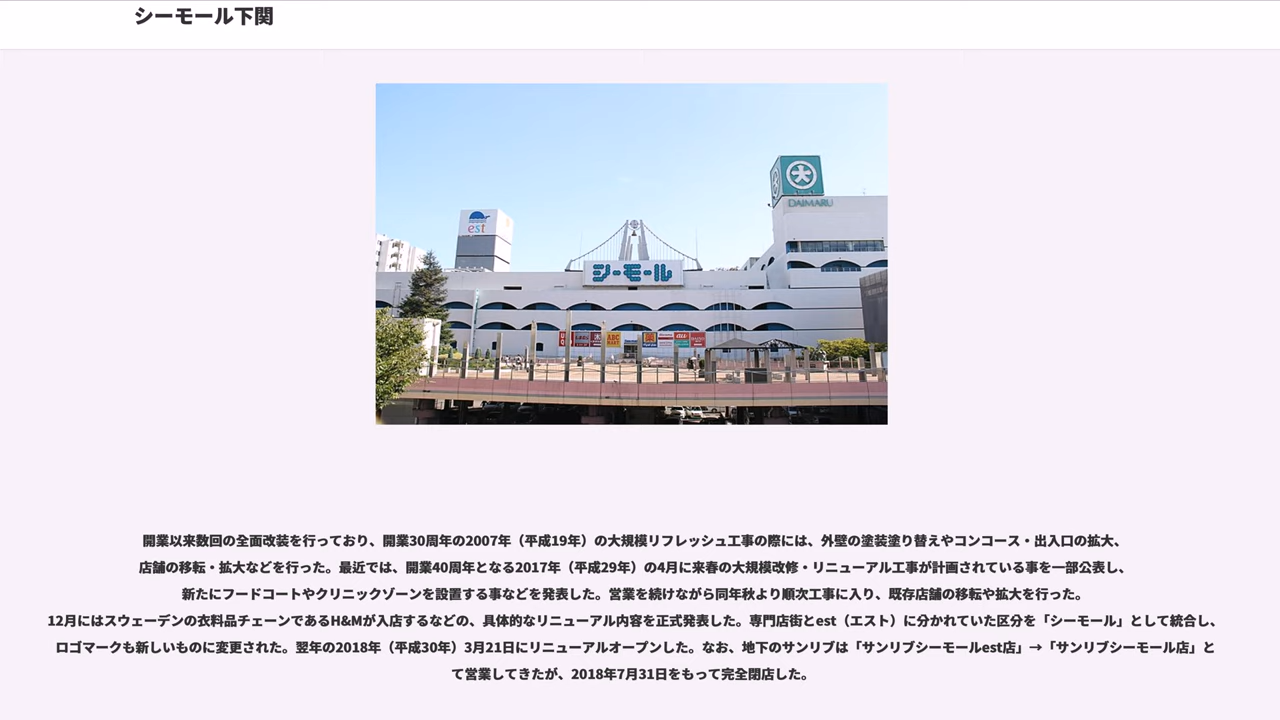 シーモール下関
DAIMARU
est
シーモール
ABC
MART
au
開業以来数回の全面改装を行っており、開業30周年の2007年（平成19年）の大規模リフレッシュ工事の際には、外壁の塗装塗り替えやコンコース・出入口の拡大、
店舗の移転・拡大などを行った。最近では、開業40周年となる2017年（平成29年）の4月に来春の大規模改修・リニューアル工事が計画されている事を一部公表し、
新たにフードコートやクリニックゾーンを設置する事などを発表した。営業を続けながら同年秋より順次工事に入り、既存店舗の移転や拡大を行った。
12月にはスウェーデンの衣料品チェーンであるH&Mが入店するなどの、具体的なリニューアル内容を正式発表した。専門店街とest（エスト）に分かれていた区分を「シーモール」として統合し、
ロゴマークも新しいものに変更された。翌年の2018年（平成30年）3月21日にリニューアルオープンした。なお、地下のサンリブは「サンリブシーモールest店」→「サンリブシーモール店」と
て営業してきたが、2018年7月31日をもって完全閉店した。